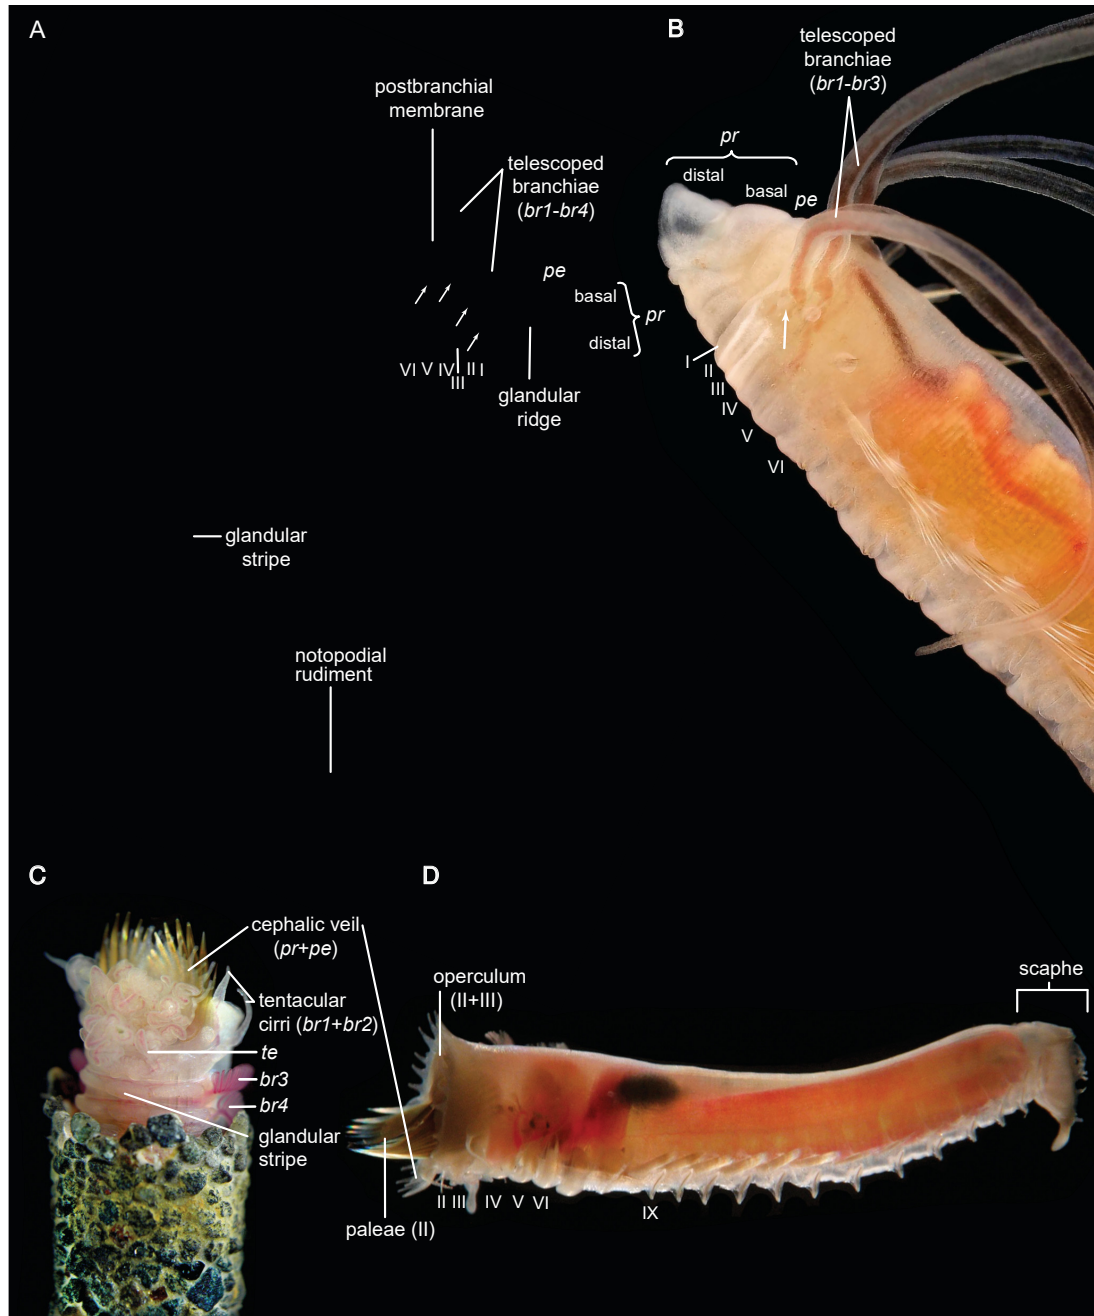 A
postbranchial
membrane
telescoped
branchiae
(br1-br4)
pe
basal
pr
distal
VI V IV II I
III
glandular
ridge
glandular
stripe
notopodial
rudiment
B
telescoped
branchiae
(br1-br3)
pr
distal
basal
pe
I
II
III
IV
V
VI
C
cephalic veil
(pr+pe)
tentacular
cirri (br1+br2)
te
br3
br4
glandular
stripe
D
operculum
(II+III)
scaphe
II III IV V VI
IX
paleae (II)